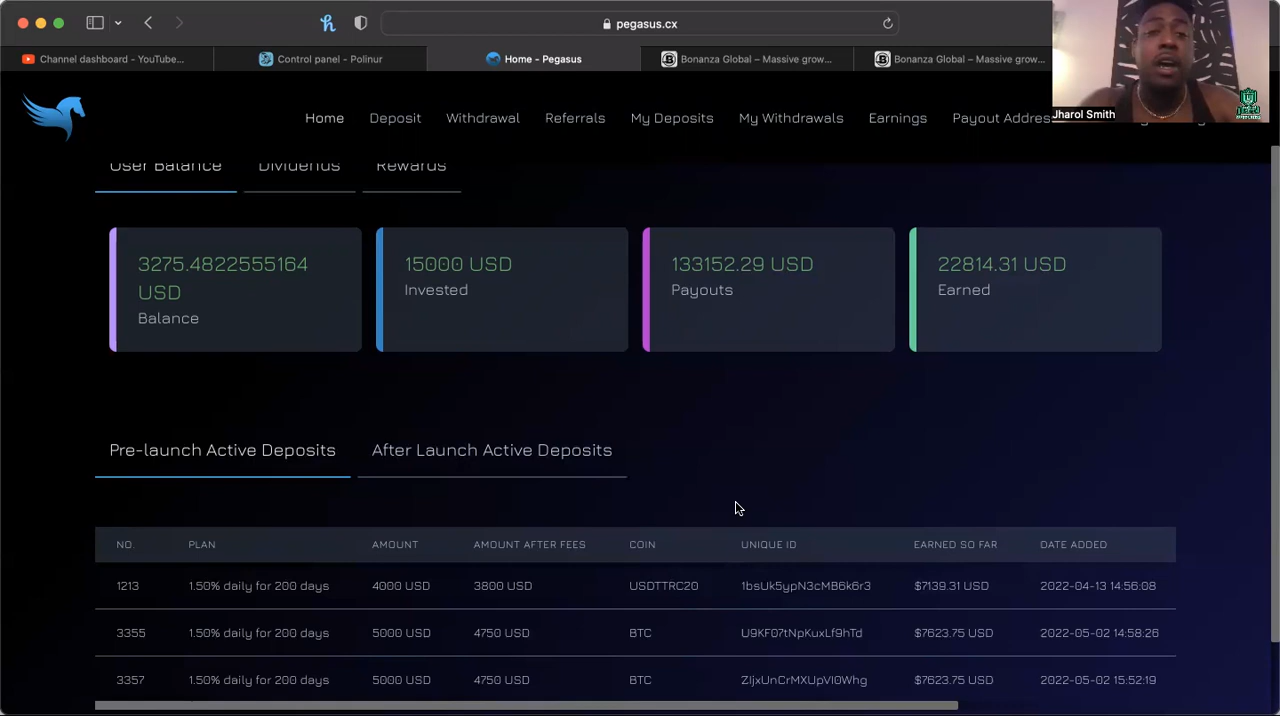 pegasus.cx
Channel dashboard - YouTube...
Control panel - Polinur
Home - Pegasus
Bonanza Global – Massive grow...
Bonanza Global – Massive grow...
Jharol Smith
Home Deposit Withdrawal Referrals My Deposits My Withdrawals Earnings Payout Addres
User Balance Dividends Rewards
3275.4822555164
USD
Balance
15000 USD
Invested
133152.29 USD
Payouts
22814.31 USD
Earned
Pre-launch Active Deposits After Launch Active Deposits
NO. PLAN AMOUNT AMOUNT AFTER FEES COIN UNIQUE ID EARNED SO FAR DATE ADDED
1213 1.50% daily for 200 days 4000 USD 3800 USD USDTTRC20 1bsUk5ypN3cMB6k6r3 $7139.31 USD 2022-04-13 14:56:08
3355 1.50% daily for 200 days 5000 USD 4750 USD BTC U9KF07tNpKuxLf9hTd $7623.75 USD 2022-05-02 14:58:26
3357 1.50% daily for 200 days 5000 USD 4750 USD BTC ZIjxUnCrMXUpVI0Whg $7623.75 USD 2022-05-02 15:52:19